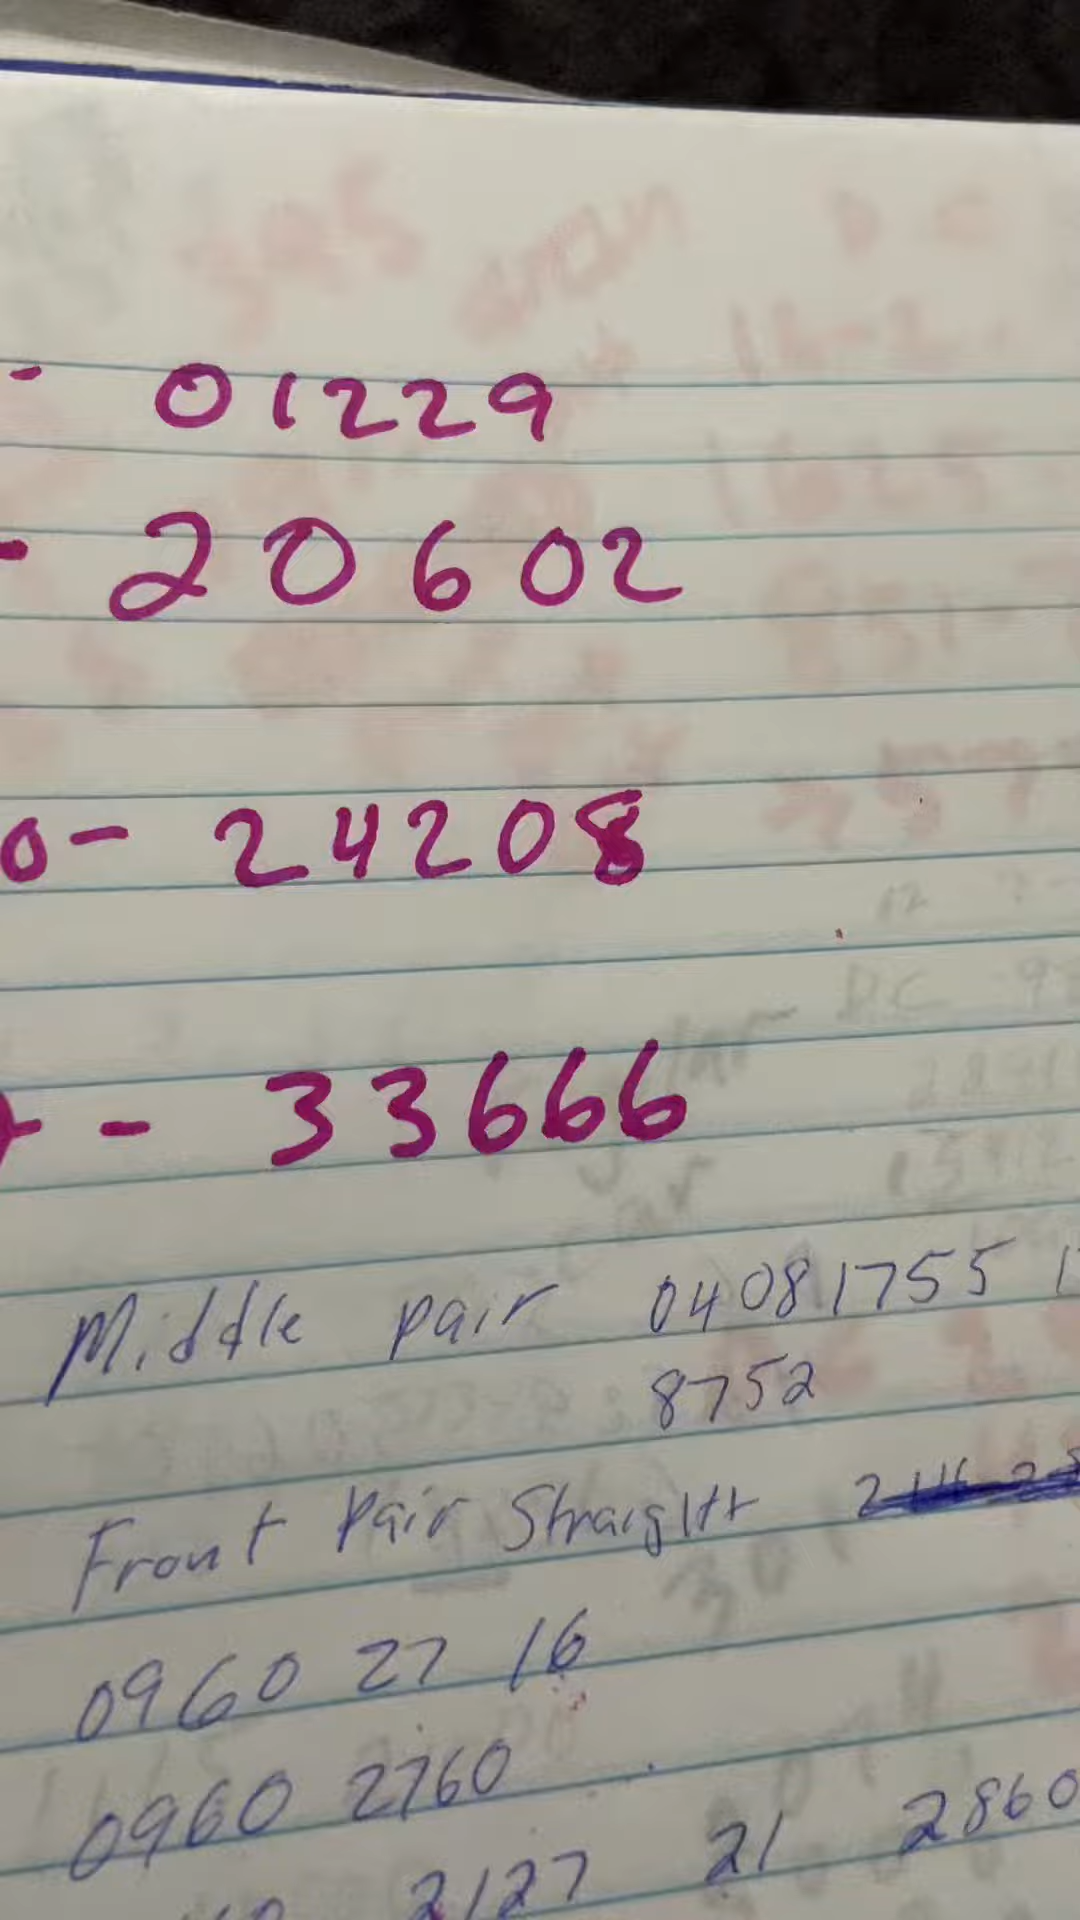 - 01229
- 20602
0- 24208
- 33666
Middle pair 04081755
8752
Front Pair Straight
0960 27 16
0960 2760
2127 21 2860